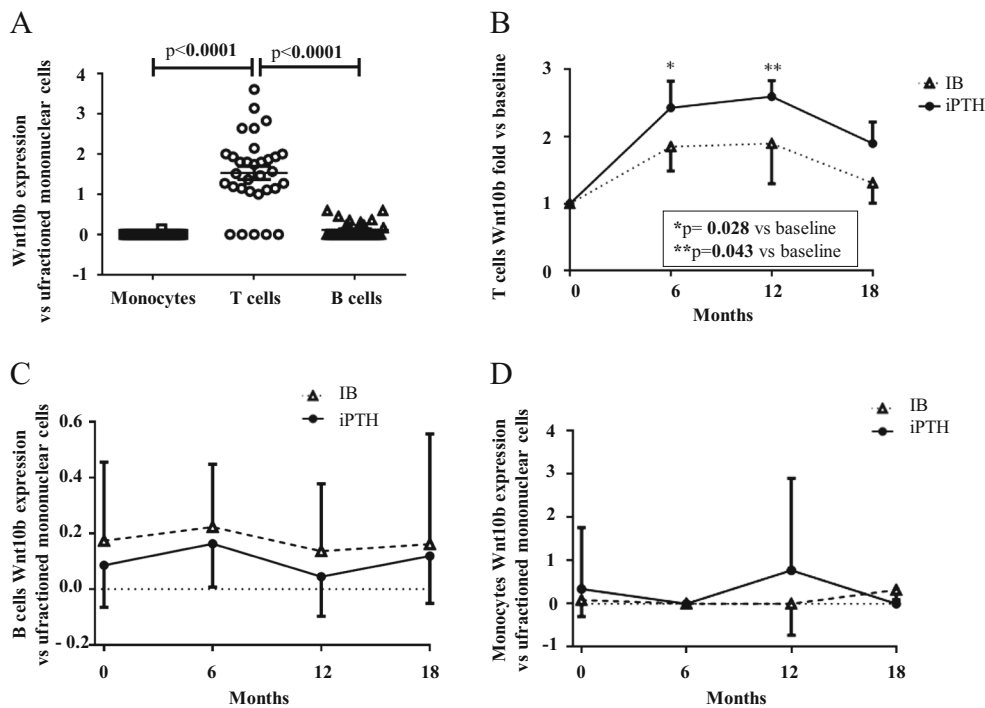 A
p<0.0001 p<0.0001
Wnt10b expression
vs ufractioned mononuclear cells
4
3
2
1
0
-1
Monocytes T cells B cells
B
T cells Wnt10b fold vs baseline
3
2
1
0
* **
IB
iPTH
*p= 0.028 vs baseline
**p=0.043 vs baseline
0 6 12 18
Months
C
IB
iPTH
B cells Wnt10b expression
vs ufractioned mononuclear cells
0.6
0.4
0.2
0.0
- 0.2
0 6 12 18
Months
D
IB
iPTH
Monocytes Wnt10b expression
vs ufractioned mononuclear cells
4
3
2
1
0
-1
0 6 12 18
Months